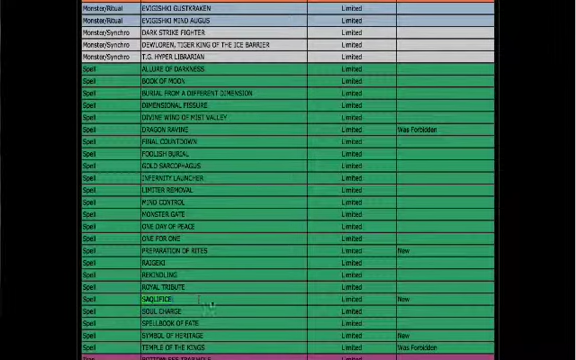 Monster/Ritual EVIGISHKI GUSTKRAKEN Limited
Monster/Ritual EVIGISHKI MIND AUGUS Limited
Monster/Synchro DARK STRIKE FIGHTER Limited
Monster/Synchro DEWLOREN, TIGER KING OF THE ICE BARRIER Limited
Monster/Synchro T.G. HYPER LIBRARIAN Limited
Spell ALLURE OF DARKNESS Limited
Spell BOOK OF MOON Limited
Spell BURIAL FROM A DIFFERENT DIMENSION Limited
Spell DIMENSIONAL FISSURE Limited
Spell DIVINE WIND OF MIST VALLEY Limited
Spell DRAGON RAVINE Limited Was Forbidden
Spell FINAL COUNTDOWN Limited
Spell FOOLISH BURIAL Limited
Spell GOLD SARCOPHAGUS Limited
Spell INFERNITY LAUNCHER Limited
Spell LIMITER REMOVAL Limited
Spell MIND CONTROL Limited
Spell MONSTER GATE Limited
Spell ONE DAY OF PEACE Limited
Spell ONE FOR ONE Limited
Spell PREPARATION OF RITES Limited New
Spell RAIGEKI Limited
Spell REKINDLING Limited
Spell ROYAL TRIBUTE Limited
Spell SAQLIFICE Limited New
Spell SOUL CHARGE Limited
Spell SPELLBOOK OF FATE Limited
Spell SYMBOL OF HERITAGE Limited New
Spell TEMPLE OF THE KINGS Limited Was Forbidden